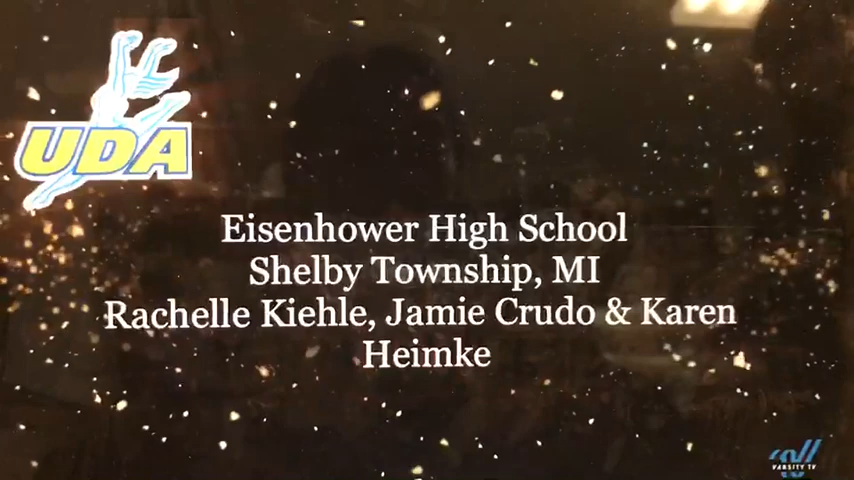 UDA
Eisenhower High School
Shelby Township, MI
Rachelle Kiehle, Jamie Crudo & Karen
Heimke
VARSITY TV